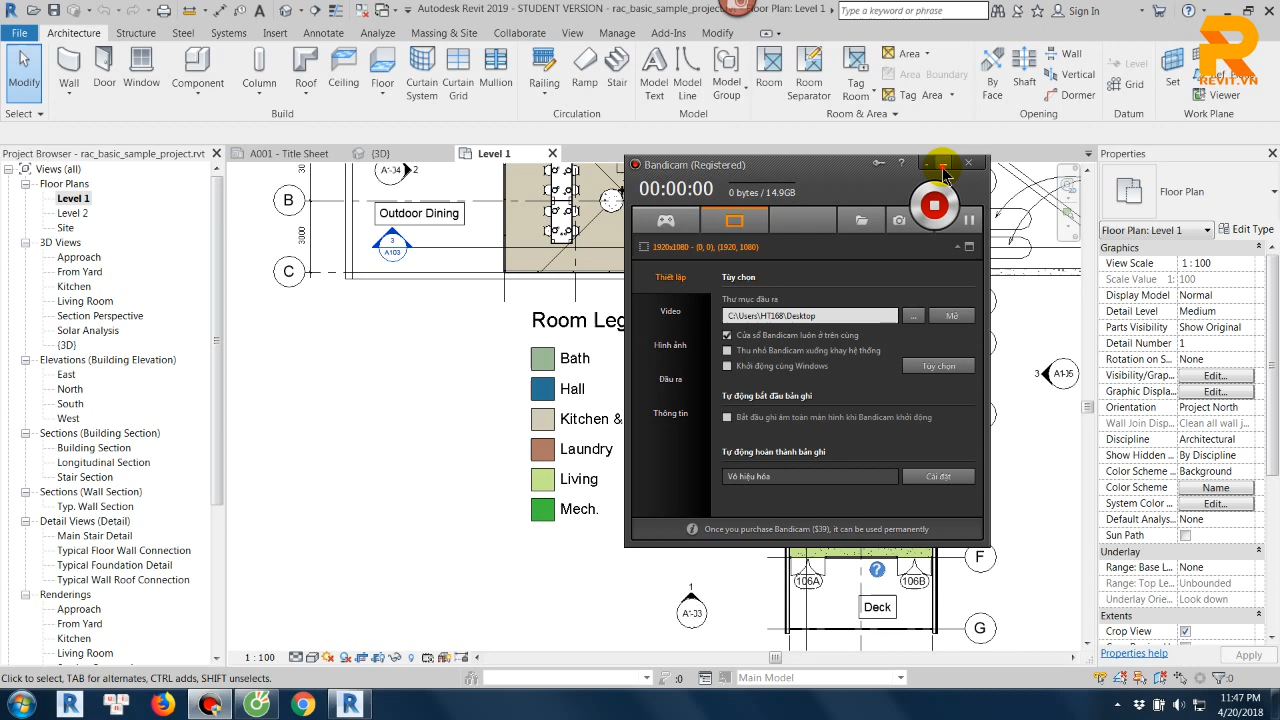 Autodesk Revit 2019 - STUDENT VERSION - rac_basic_sample_project... Floor Plan: Level 1
Type a keyword or phrase
Sign In
File Architecture Structure Steel Systems Insert Annotate Analyze Massing & Site Collaborate View Manage Add-Ins Modify
REVIT.VN
Modify Wall Door Window Component Column Roof Ceiling Floor Curtain System Curtain Grid Mullion Railing Ramp Stair Model Text Model Line Model Group Room Room Separator Tag Room
Area
Area Boundary
Tag Area
By Face Shaft
Wall
Vertical
Dormer
Level
Grid
Set
Viewer
Select Build Circulation Model Room & Area Opening Datum Work Plane
Project Browser - rac_basic_sample_project.rvt
Views (all)
Floor Plans
Level 1
Level 2
Site
3D Views
Approach
From Yard
Kitchen
Living Room
Section Perspective
Solar Analysis
{3D}
Elevations (Building Elevation)
East
North
South
West
Sections (Building Section)
Building Section
Longitudinal Section
Stair Section
Sections (Wall Section)
Typ. Wall Section
Detail Views (Detail)
Main Stair Detail
Typical Floor Wall Connection
Typical Foundation Detail
Typical Wall Roof Connection
Renderings
Approach
From Yard
Kitchen
Living Room
A001 - Title Sheet
{3D}
Level 1
B
C
3000
2
Outdoor Dining
3
A103
Room Leg
Bath
Hall
Kitchen &
Laundry
Living
Mech.
1
3
106A
106B
Deck
F
G
Bandicam (Registered)
00:00:00 0 bytes / 14.9GB
1920x1080 - (0, 0), (1920, 1080)
Thiết lập
Video
Hình ảnh
Đầu ra
Thông tin
Tùy chọn
Thư mục đầu ra
C:\Users\HT168\Desktop ... Mở
Cửa sổ Bandicam luôn ở trên cùng
Thu nhỏ Bandicam xuống khay hệ thống
Khởi động cùng Windows
Tùy chọn
Tự động bắt đầu bản ghi
Bắt đầu ghi âm toàn màn hình khi Bandicam khởi động
Tự động hoàn thành bản ghi
Vô hiệu hóa Cài đặt
Once you purchase Bandicam ($39), it can be used permanently
Properties
Floor Plan
Floor Plan: Level 1 Edit Type
Graphics
View Scale 1 : 100
Scale Value 1: 100
Display Model Normal
Detail Level Medium
Parts Visibility Show Original
Detail Number 1
Rotation on S... None
Visibility/Grap... Edit...
Graphic Displa... Edit...
Orientation Project North
Wall Join Disp... Clean all wall j...
Discipline Architectural
Show Hidden ... By Discipline
Color Scheme ... Background
Color Scheme Name
System Color ... Edit...
Default Analys... None
Sun Path
Underlay
Range: Base L... None
Range: Top Le... Unbounded
Underlay Orie... Look down
Extents
Crop View
Properties help Apply
1 : 100
Click to select, TAB for alternates, CTRL adds, SHIFT unselects.
:0
Main Model
:0
11:47 PM
4/20/2018